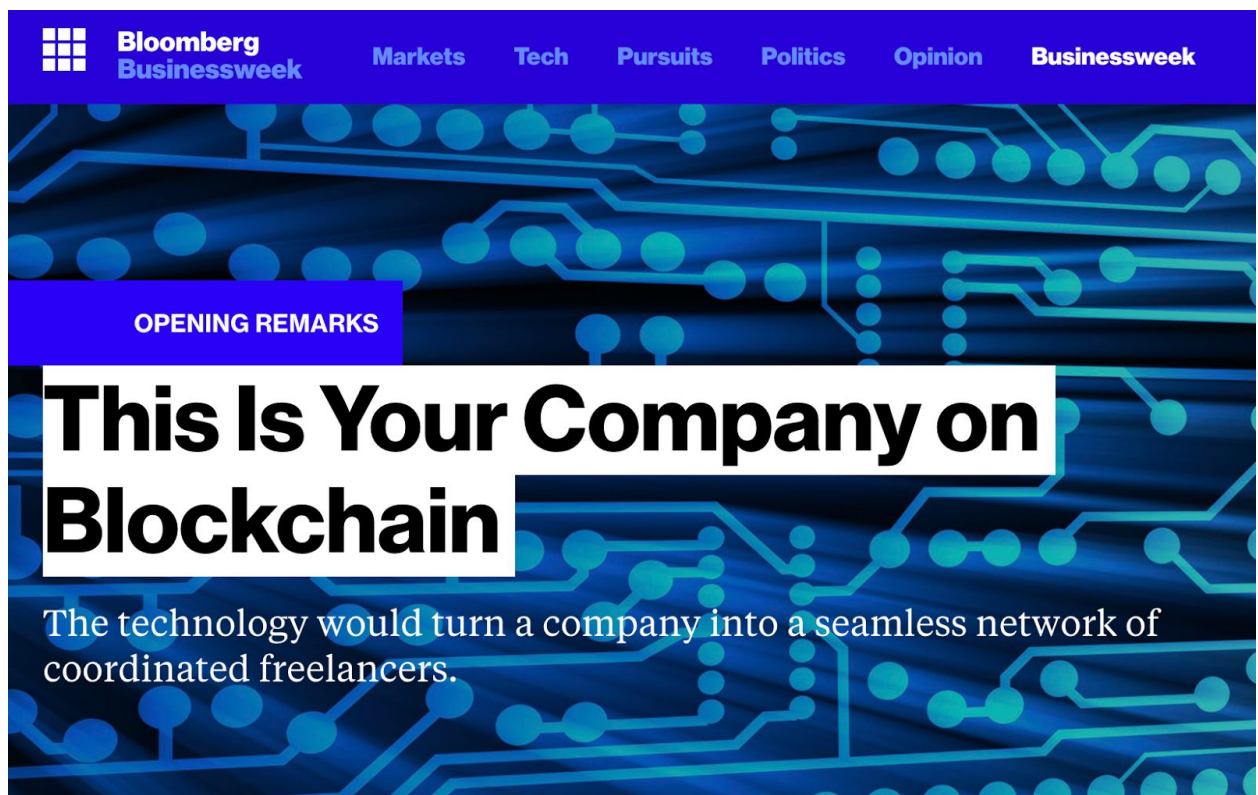 Bloomberg
Businessweek
Markets Tech Pursuits Politics Opinion Businessweek
OPENING REMARKS
This Is Your Company on
Blockchain
The technology would turn a company into a seamless network of
coordinated freelancers.